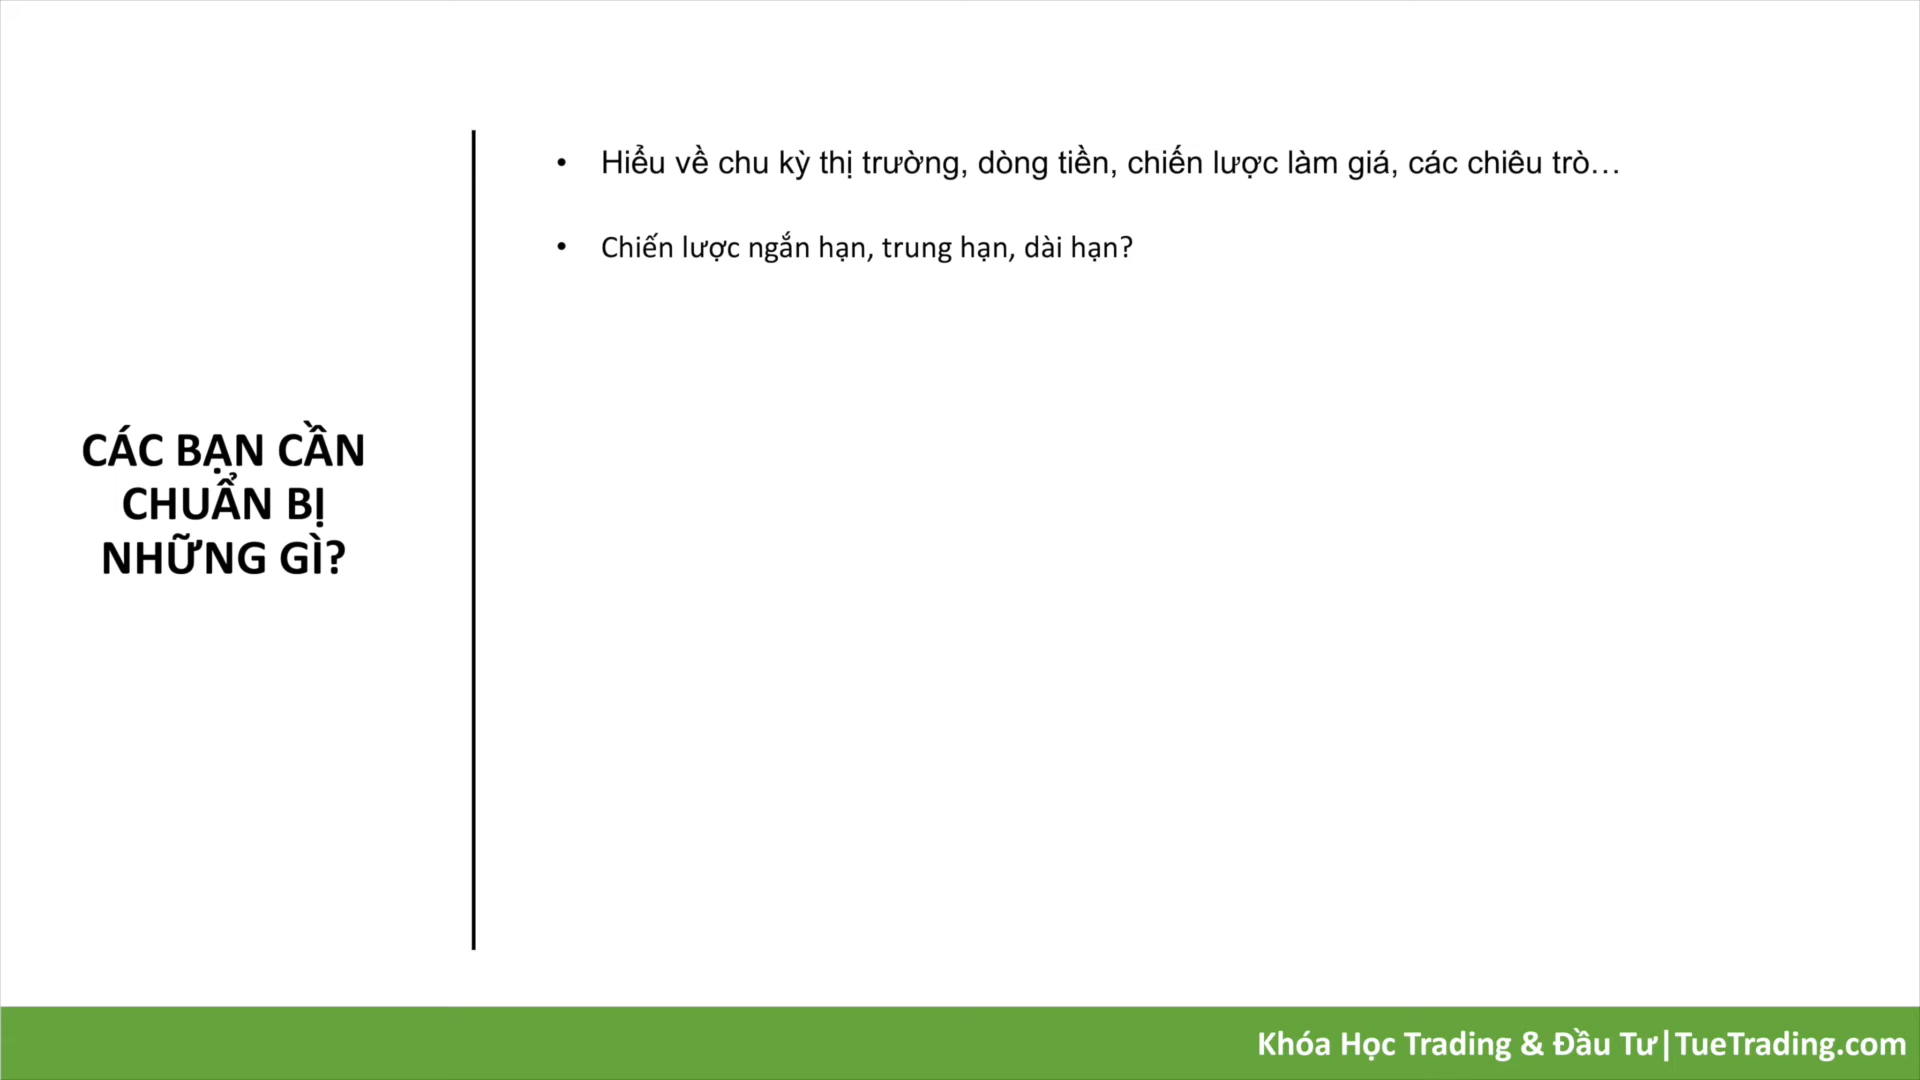 CÁC BẠN CẦN
CHUẨN BỊ
NHỮNG GÌ?
• Hiểu về chu kỳ thị trường, dòng tiền, chiến lược làm giá, các chiêu trò…
• Chiến lược ngắn hạn, trung hạn, dài hạn?
Khóa Học Trading & Đầu Tư|TueTrading.com